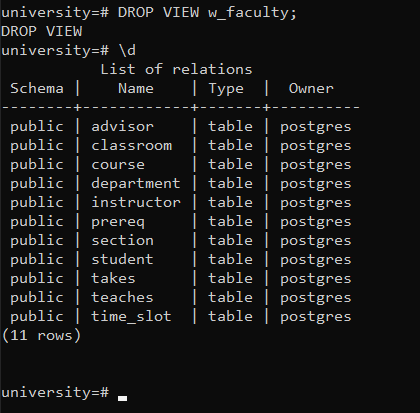 university=# DROP VIEW w_faculty;
DROP VIEW
university=# \d
            List of relations
 Schema |    Name    | Type  |  Owner
--------+------------+-------+----------
 public | advisor    | table | postgres
 public | classroom  | table | postgres
 public | course     | table | postgres
 public | department | table | postgres
 public | instructor | table | postgres
 public | prereq     | table | postgres
 public | section    | table | postgres
 public | student    | table | postgres
 public | takes      | table | postgres
 public | teaches    | table | postgres
 public | time_slot  | table | postgres
(11 rows)
university=#